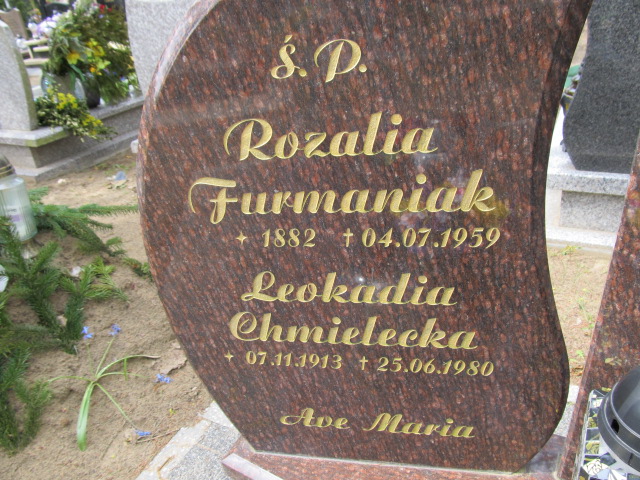 Ś. P.
Rozalia
Furmaniak
+ 1882 † 04.07.1959
Leokadia
Chmielecka
+ 07.11.1913 † 25.06.1980
Ave Maria